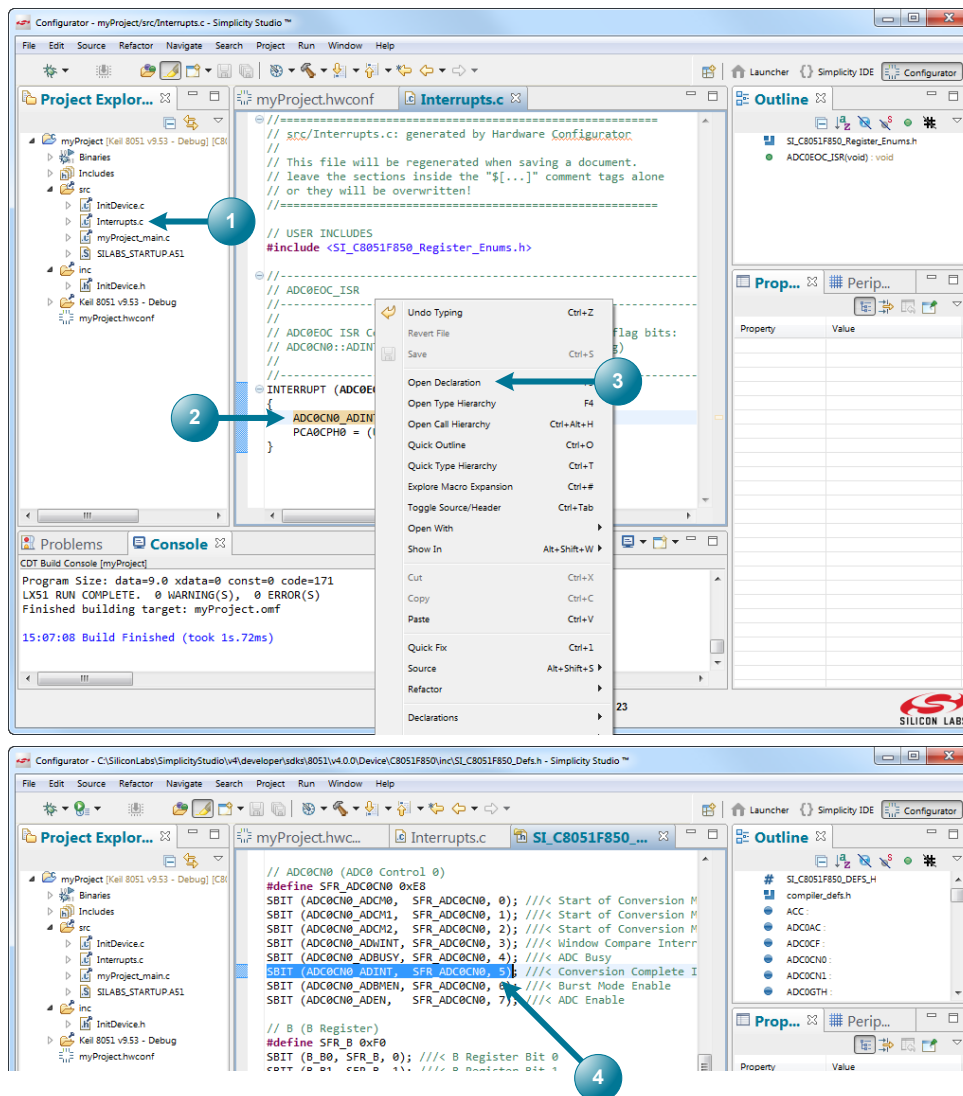 Configurator - myProject/src/Interrupts.c - Simplicity Studio ™
File Edit Source Refactor Navigate Search Project Run Window Help
Launcher {} Simplicity IDE Configurator
Project Explor...
myProject.hwconf
Interrupts.c
Outline
myProject [Keil 8051 v9.53 - Debug] [C8
Binaries
Includes
src
InitDevice.c
Interrupts.c
myProject_main.c
SILABS_STARTUP.A51
inc
InitDevice.h
Keil 8051 v9.53 - Debug
myProject.hwconf
1
//=========================================================
// src/Interrupts.c: generated by Hardware Configurator
//
// This file will be regenerated when saving a document.
// leave the sections inside the "$[...]" comment tags alone
// or they will be overwritten!
//=========================================================
// USER INCLUDES
#include <SI_C8051F850_Register_Enums.h>
//-----------------------------------------------------------
// ADC0EOC_ISR
//-----------------------------------------------------------
//
// ADC0EOC ISR Co
flag bits:
// ADC0CN0::ADIN
//
//-----------------------------------------------------------
INTERRUPT (ADC0EO
{
ADC0CN0_ADIN
PCA0CPH0 = (
}
2
Undo Typing Ctrl+Z
Revert File
Save Ctrl+S
Open Declaration
3
Open Type Hierarchy F4
Open Call Hierarchy Ctrl+Alt+H
Quick Outline Ctrl+O
Quick Type Hierarchy Ctrl+T
Explore Macro Expansion Ctrl+#
Toggle Source/Header Ctrl+Tab
Open With
Show In Alt+Shift+W
Cut Ctrl+X
Copy Ctrl+C
Paste Ctrl+V
Quick Fix Ctrl+1
Source Alt+Shift+S
Refactor
Declarations
SI_C8051F850_Register_Enums.h
ADC0EOC_ISR(void) : void
Prop...
Perip...
Property Value
Problems
Console
CDT Build Console [myProject]
Program Size: data=9.0 xdata=0 const=0 code=171
LX51 RUN COMPLETE. 0 WARNING(S), 0 ERROR(S)
Finished building target: myProject.omf
15:07:08 Build Finished (took 1s.72ms)
23
SILICON LABS
Configurator - C:\SiliconLabs\SimplicityStudio\v4\developer\sdks\8051\v4.0.0\Device\C8051F850\inc\SI_C8051F850_Defs.h - Simplicity Studio ™
File Edit Source Refactor Navigate Search Project Run Window Help
Launcher {} Simplicity IDE Configurator
Project Explor...
myProject.hwc...
Interrupts.c
SI_C8051F850_...
Outline
myProject [Keil 8051 v9.53 - Debug] [C8
Binaries
Includes
src
InitDevice.c
Interrupts.c
myProject_main.c
SILABS_STARTUP.A51
inc
InitDevice.h
Keil 8051 v9.53 - Debug
myProject.hwconf
// ADC0CN0 (ADC0 Control 0)
#define SFR_ADC0CN0 0xE8
SBIT (ADC0CN0_ADCM0, SFR_ADC0CN0, 0); ///< Start of Conversion M
SBIT (ADC0CN0_ADCM1, SFR_ADC0CN0, 1); ///< Start of Conversion M
SBIT (ADC0CN0_ADCM2, SFR_ADC0CN0, 2); ///< Start of Conversion M
SBIT (ADC0CN0_ADWINT, SFR_ADC0CN0, 3); ///< Window Compare Interr
SBIT (ADC0CN0_ADBUSY, SFR_ADC0CN0, 4); ///< ADC Busy
SBIT (ADC0CN0_ADINT, SFR_ADC0CN0, 5); ///< Conversion Complete I
SBIT (ADC0CN0_ADBMEN, SFR_ADC0CN0, 6); ///< Burst Mode Enable
SBIT (ADC0CN0_ADEN, SFR_ADC0CN0, 7); ///< ADC Enable
// B (B Register)
#define SFR_B 0xF0
SBIT (B_B0, SFR_B, 0); ///< B Register Bit 0
SBIT (B_B1, SFR_B, 1); ///< B Register Bit 1
4
SI_C8051F850_DEFS_H
compiler_defs.h
ACC :
ADC0AC :
ADC0CF :
ADC0CN0 :
ADC0CN1 :
ADC0GTH :
Prop...
Perip...
Property Value